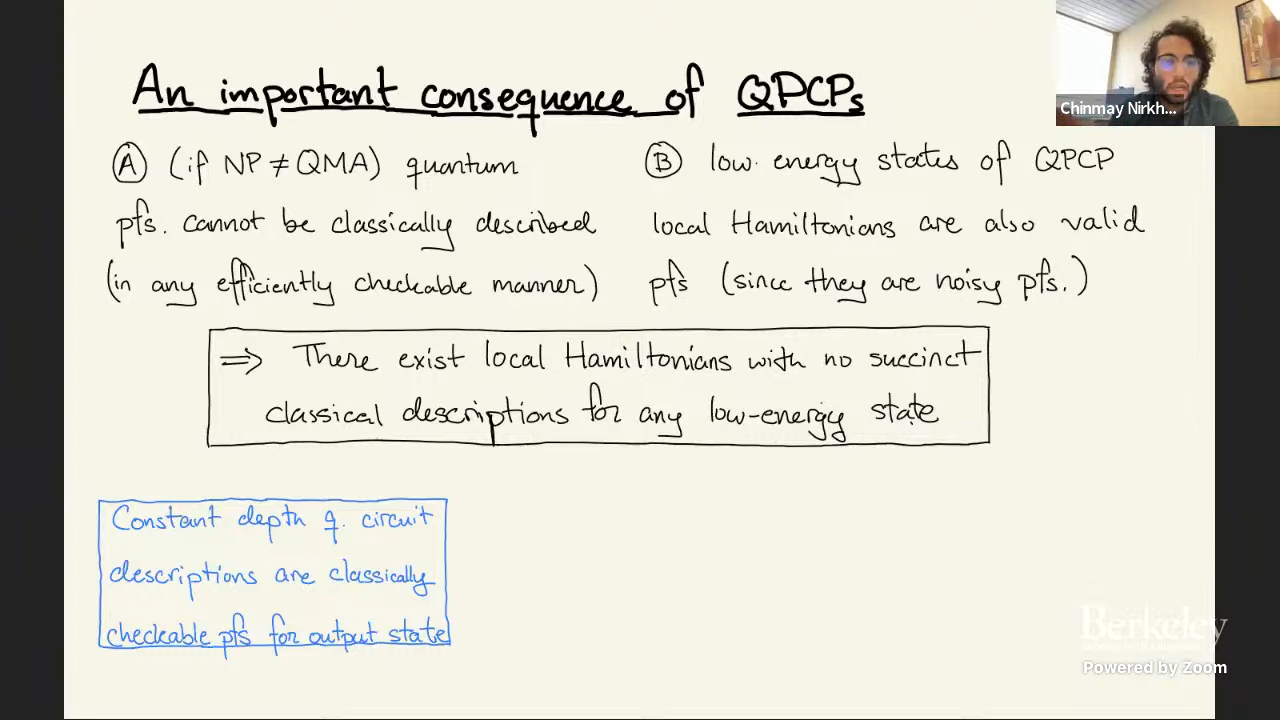 An important consequence of QPCPs
Chinmay Nirkh...
Ⓐ (if NP ≠ QMA) quantum
pfs. cannot be classically described
(in any efficiently checkable manner)
Ⓑ low energy states of QPCP
local Hamiltonians are also valid
pfs (since they are noisy pfs.)
⇒ There exist local Hamiltonians with no succinct
classical descriptions for any low-energy state
Constant depth q. circuit
descriptions are classically
checkable pfs for output state
Berkeley
Powered by Zoom